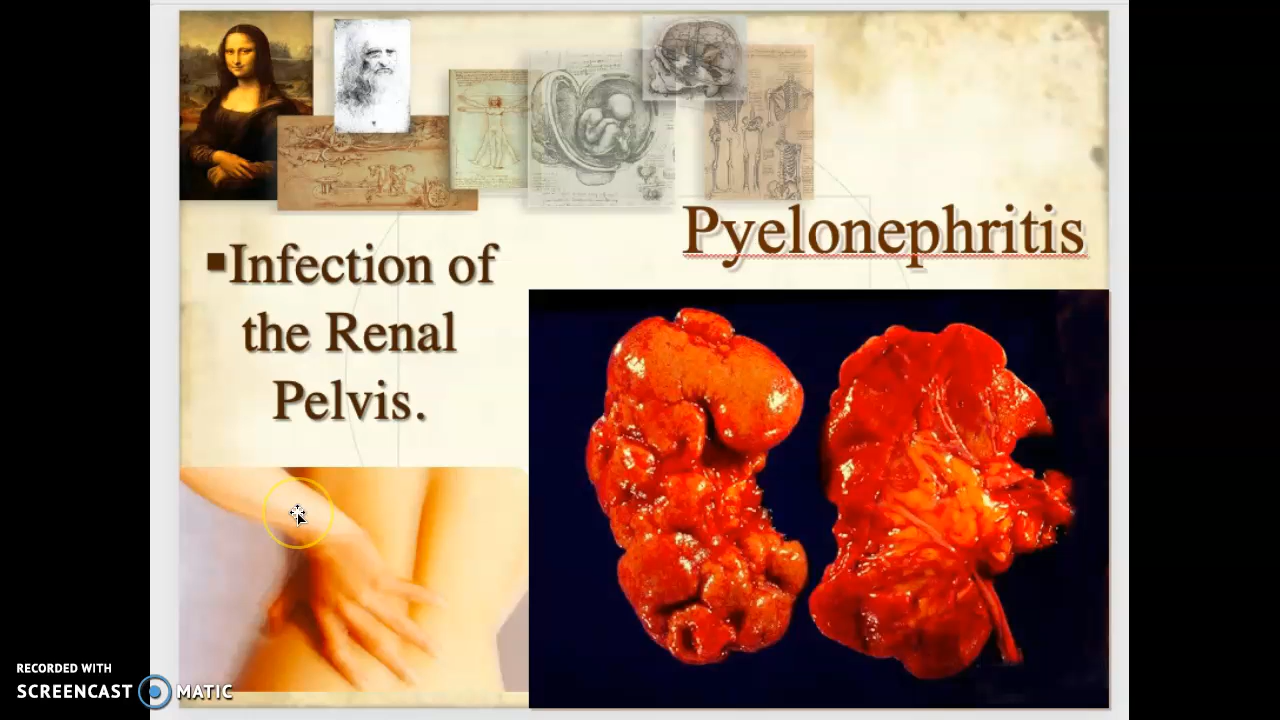 Pyelonephritis
▪Infection of
the Renal
Pelvis.
RECORDED WITH
SCREENCAST MATIC